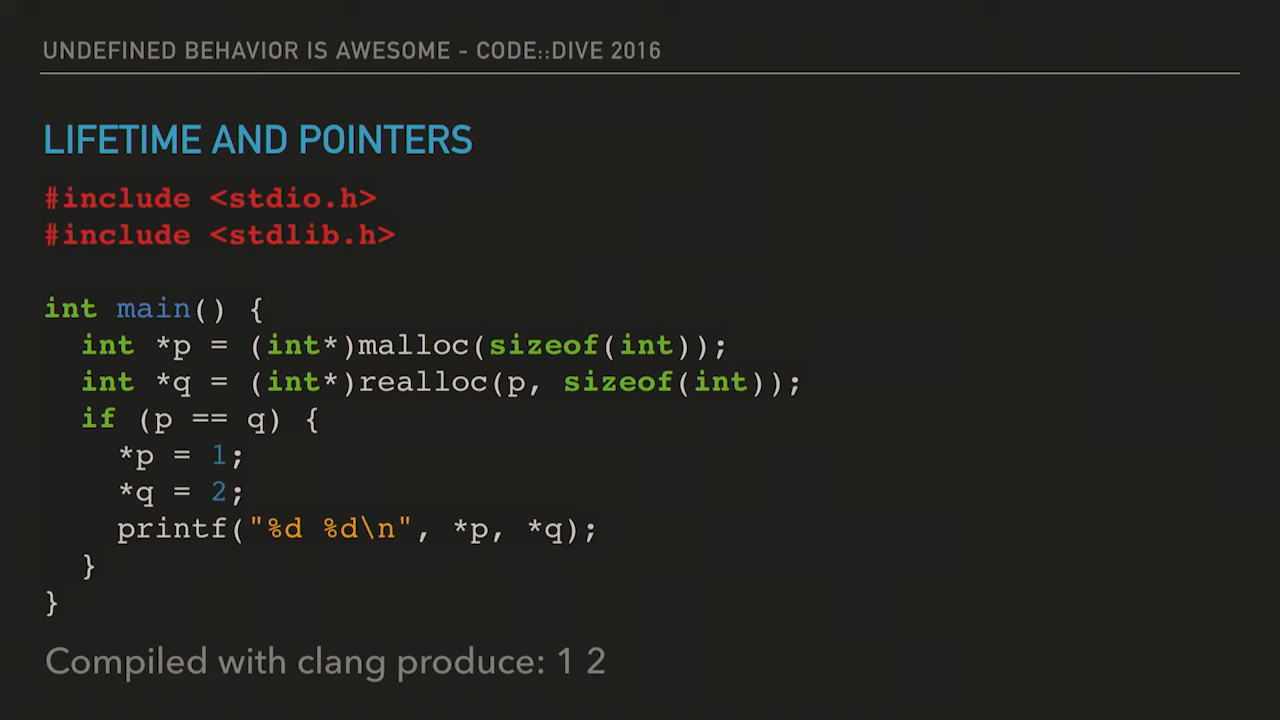 UNDEFINED BEHAVIOR IS AWESOME - CODE::DIVE 2016
LIFETIME AND POINTERS
#include <stdio.h>
#include <stdlib.h>
int main() {
  int *p = (int*)malloc(sizeof(int));
  int *q = (int*)realloc(p, sizeof(int));
  if (p == q) {
    *p = 1;
    *q = 2;
    printf("%d %d\n", *p, *q);
  }
}
Compiled with clang produce: 1 2